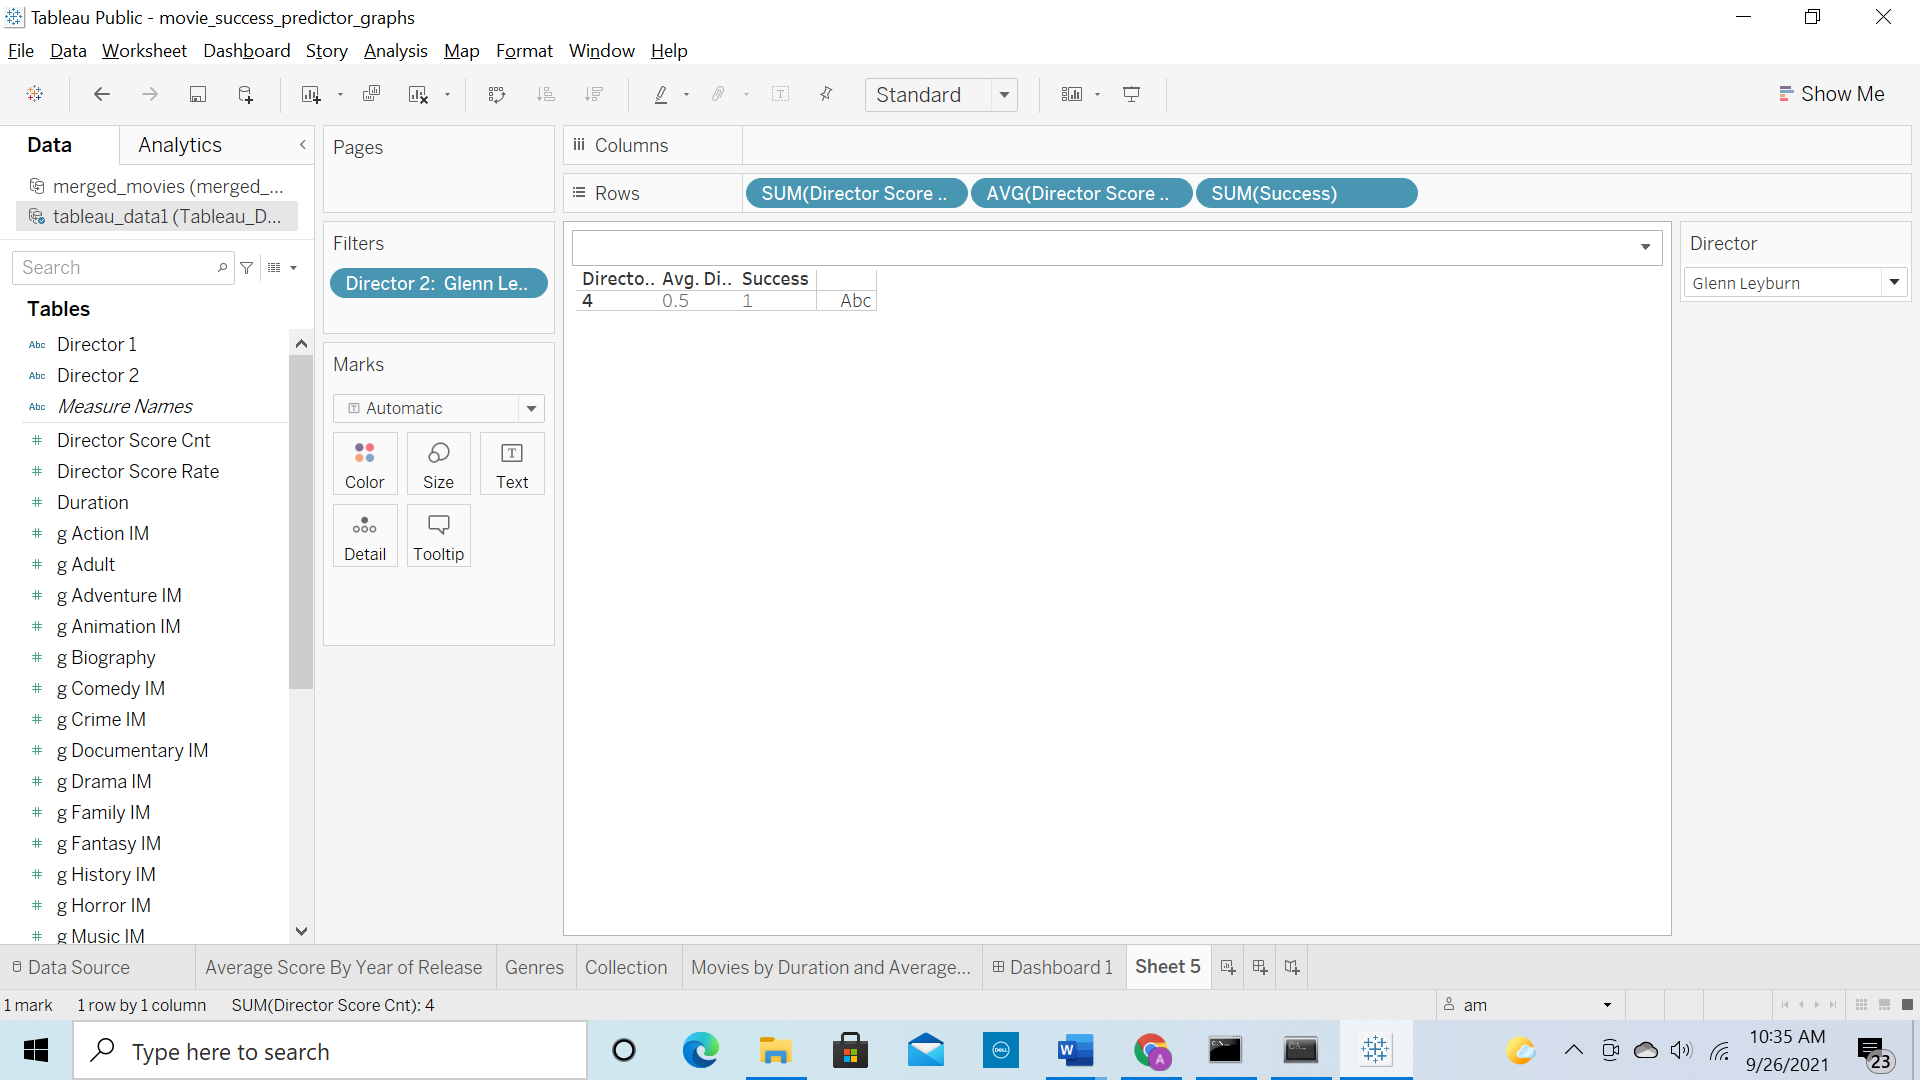 Tableau Public - movie_success_predictor_graphs
File Data Worksheet Dashboard Story Analysis Map Format Window Help
Standard
Show Me
Data Analytics
merged_movies (merged_...
tableau_data1 (Tableau_D...
Search
Tables
Abc Director 1
Abc Director 2
Abc Measure Names
# Director Score Cnt
# Director Score Rate
# Duration
# g Action IM
# g Adult
# g Adventure IM
# g Animation IM
# g Biography
# g Comedy IM
# g Crime IM
# g Documentary IM
# g Drama IM
# g Family IM
# g Fantasy IM
# g History IM
# g Horror IM
# g Music IM
Pages
Filters
Director 2: Glenn Le..
Marks
Automatic
Color Size Text
Detail Tooltip
Columns
Rows SUM(Director Score .. AVG(Director Score .. SUM(Success)
Directo.. Avg. Di.. Success
4 0.5 1 Abc
Director
Glenn Leyburn
Data Source Average Score By Year of Release Genres Collection Movies by Duration and Average... Dashboard 1 Sheet 5
1 mark 1 row by 1 column SUM(Director Score Cnt): 4 am
Type here to search
DELL
W
A
C:\.
C:\.
10:35 AM
9/26/2021
23